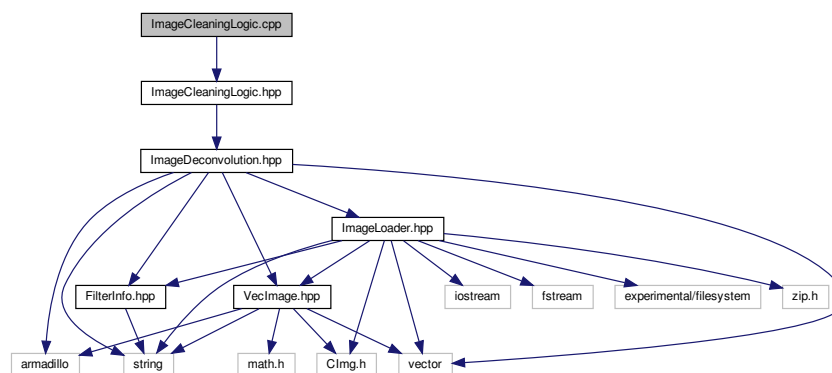 ImageCleaningLogic.cpp
ImageCleaningLogic.hpp
ImageDeconvolution.hpp
ImageLoader.hpp
FilterInfo.hpp
VecImage.hpp
iostream
fstream
experimental/filesystem
zip.h
armadillo
string
math.h
CImg.h
vector